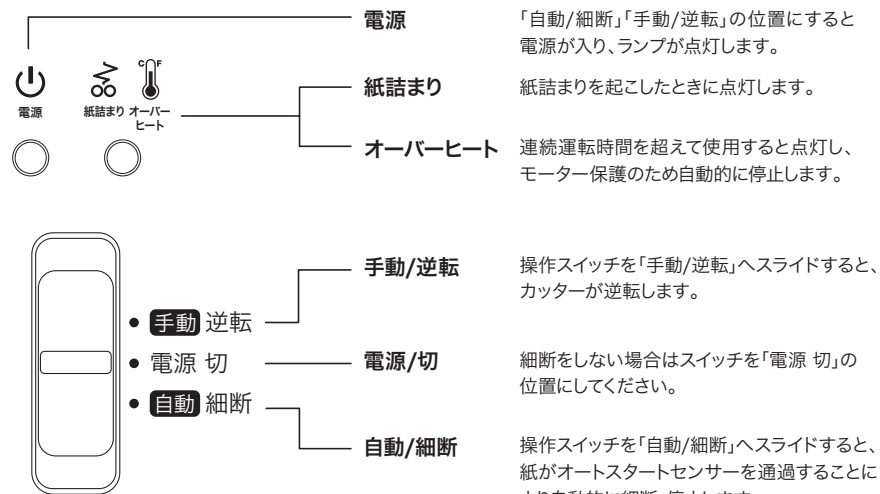 電源
「自動/細断」「手動/逆転」の位置にすると
電源が入り、ランプが点灯します。
C F
電源
紙詰まり
オーバー
ヒート
紙詰まり
紙詰まりを起こしたときに点灯します。
オーバーヒート
連続運転時間を超えて使用すると点灯し、
モーター保護のため自動的に停止します。
手動 逆転
電源 切
自動 細断
手動/逆転
操作スイッチを「手動/逆転」へスライドすると、
カッターが逆転します。
電源/切
細断をしない場合はスイッチを「電源 切」の
位置にしてください。
自動/細断
操作スイッチを「自動/細断」へスライドすると、
紙がオートスタートセンサーを通過することに